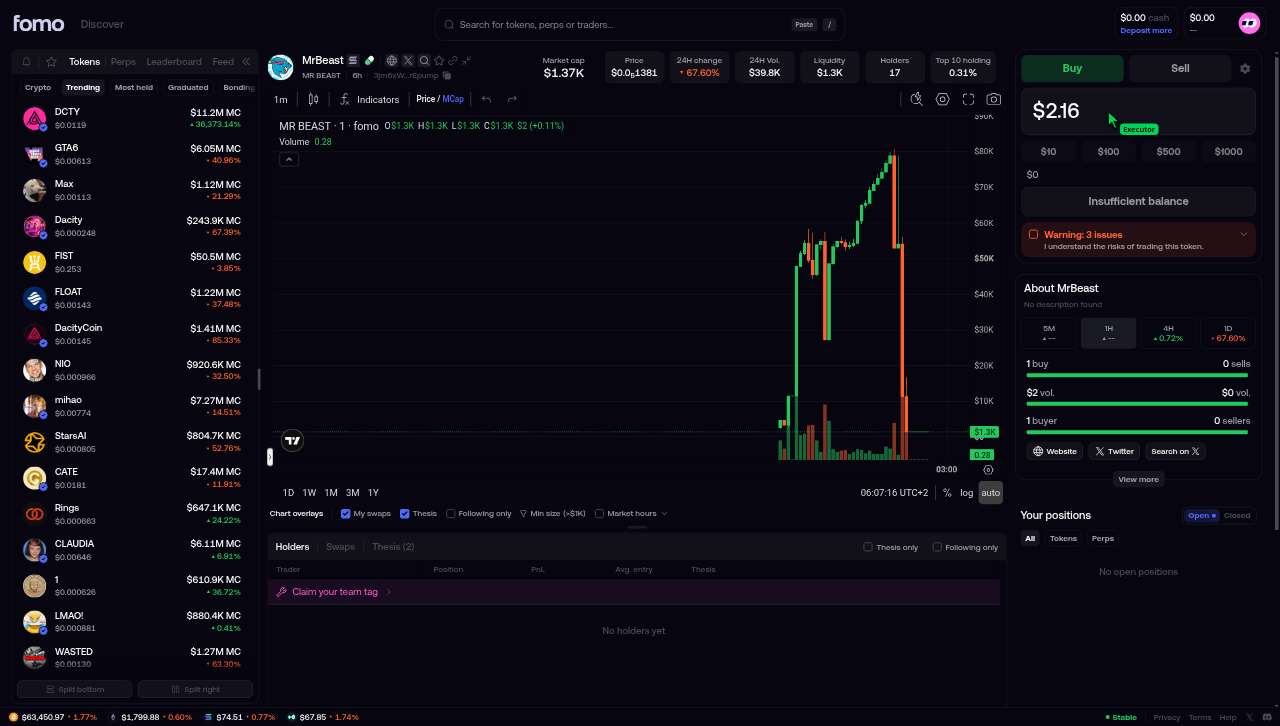 fomo
Discover
Search for tokens, perps or traders...
Paste
/
$0.00 cash
Deposit more
$0.00
—
Tokens Perps Leaderboard Feed
Crypto Trending Most held Graduated Bonding
DCTY $11.2M MC
$0.0119 36,373.14%
GTA6 $6.05M MC
$0.00613 40.96%
Max $1.12M MC
$0.00113 21.29%
Dacity $243.9K MC
$0.000248 67.39%
FIST $50.5M MC
$0.253 3.85%
FLOAT $1.22M MC
$0.00143 37.48%
DacityCoin $1.41M MC
$0.00145 85.33%
NIO $920.6K MC
$0.000966 32.50%
mihao $7.27M MC
$0.00774 14.51%
StarsAI $804.7K MC
$0.000805 52.76%
CATE $17.4M MC
$0.0181 11.91%
Rings $647.1K MC
$0.000663 24.22%
CLAUDIA $6.11M MC
$0.00646 6.91%
1 $610.9K MC
$0.000626 36.72%
LMAO! $880.4K MC
$0.000881 0.41%
WASTED $1.27M MC
$0.00130 63.30%
Split bottom Split right
MrBeast
MR BEAST 6h 3jm6xW...rEpump
Market cap
$1.37K
Price
$0.0₅1381
24H change
67.60%
24H Vol.
$39.8K
Liquidity
$1.3K
Holders
17
Top 10 holding
0.31%
1m Indicators Price / MCap
MR BEAST · 1 · fomo O$1.3K H$1.3K L$1.3K C$1.3K $2 (+0.11%)
Volume 0.28
$90K
$80K
$70K
$60K
$50K
$40K
$30K
$20K
$10K
$1.3K
0.28
03:00
1D 1W 1M 3M 1Y
06:07:16 UTC+2 % log auto
Chart overlays My swaps Thesis Following only Min size (>$1K) Market hours
Holders Swaps Thesis (2) Thesis only Following only
Trader Position PnL Avg. entry Thesis
Claim your team tag
No holders yet
Buy Sell
$2.16
Executor
$10 $100 $500 $1000
$0
Insufficient balance
Warning: 3 issues
I understand the risks of trading this token.
About MrBeast
No description found
5M 1H 4H 1D
-- -- 0.72% 67.60%
1 buy 0 sells
$2 vol. $0 vol.
1 buyer 0 sellers
Website Twitter Search on X
View more
Your positions Open Closed
All Tokens Perps
No open positions
$63,450.97 1.77% $1,799.88 0.60% $74.51 0.77% $67.85 1.74%
Stable Privacy Terms Help